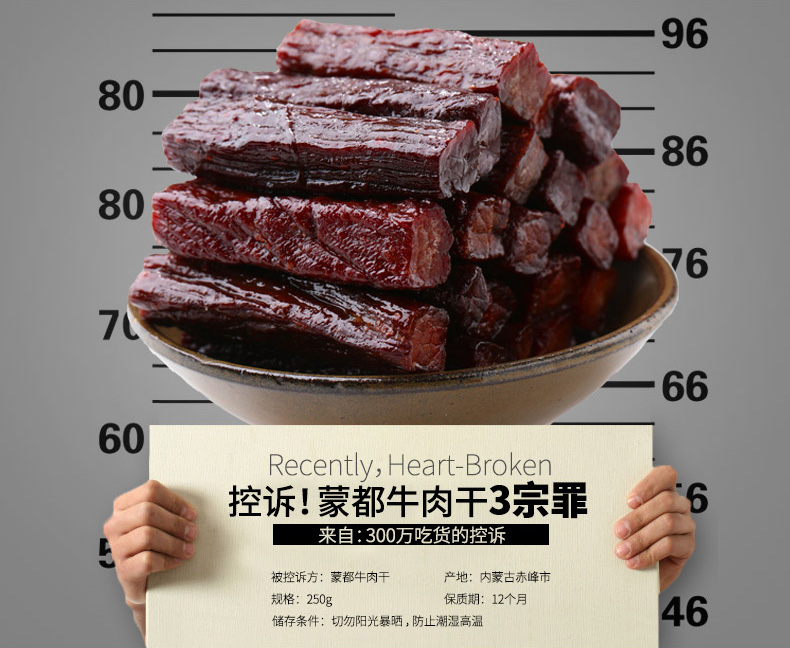 96
80
86
80
76
70
66
60
56
5
46
Recently, Heart-Broken
控诉！蒙都牛肉干3宗罪
来自：300万吃货的控诉
被控诉方：蒙都牛肉干 产地：内蒙古赤峰市
规格：250g 保质期：12个月
储存条件：切勿阳光暴晒，防止潮湿高温